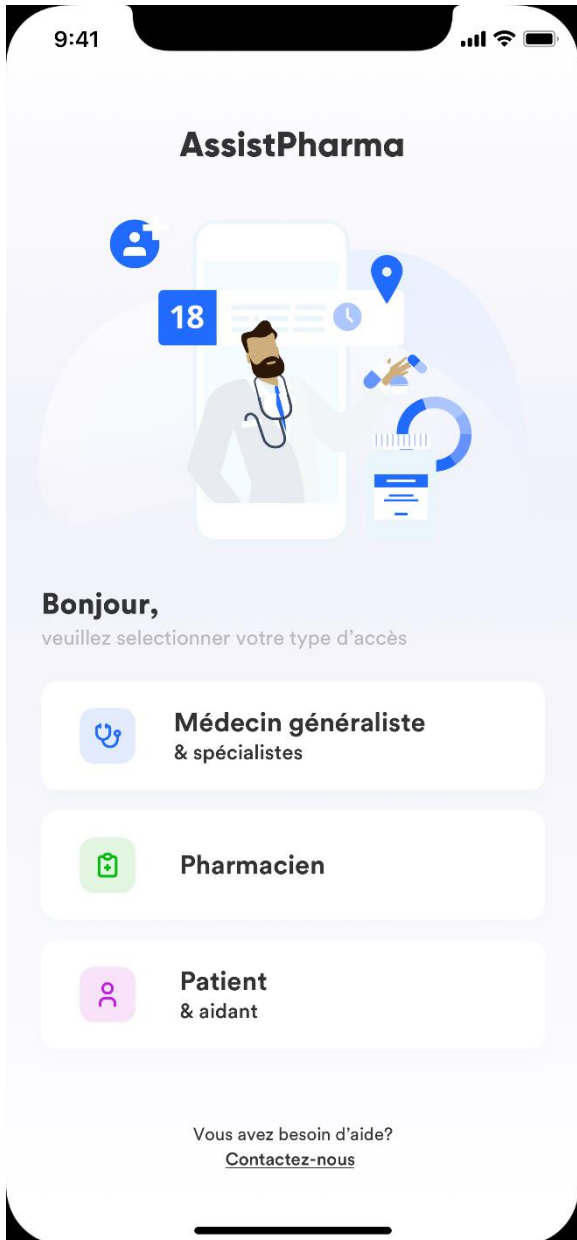 9:41
AssistPharma
18
Bonjour,
veuillez selectionner votre type d’accès
Médecin généraliste
& spécialistes
Pharmacien
Patient
& aidant
Vous avez besoin d’aide?
Contactez-nous